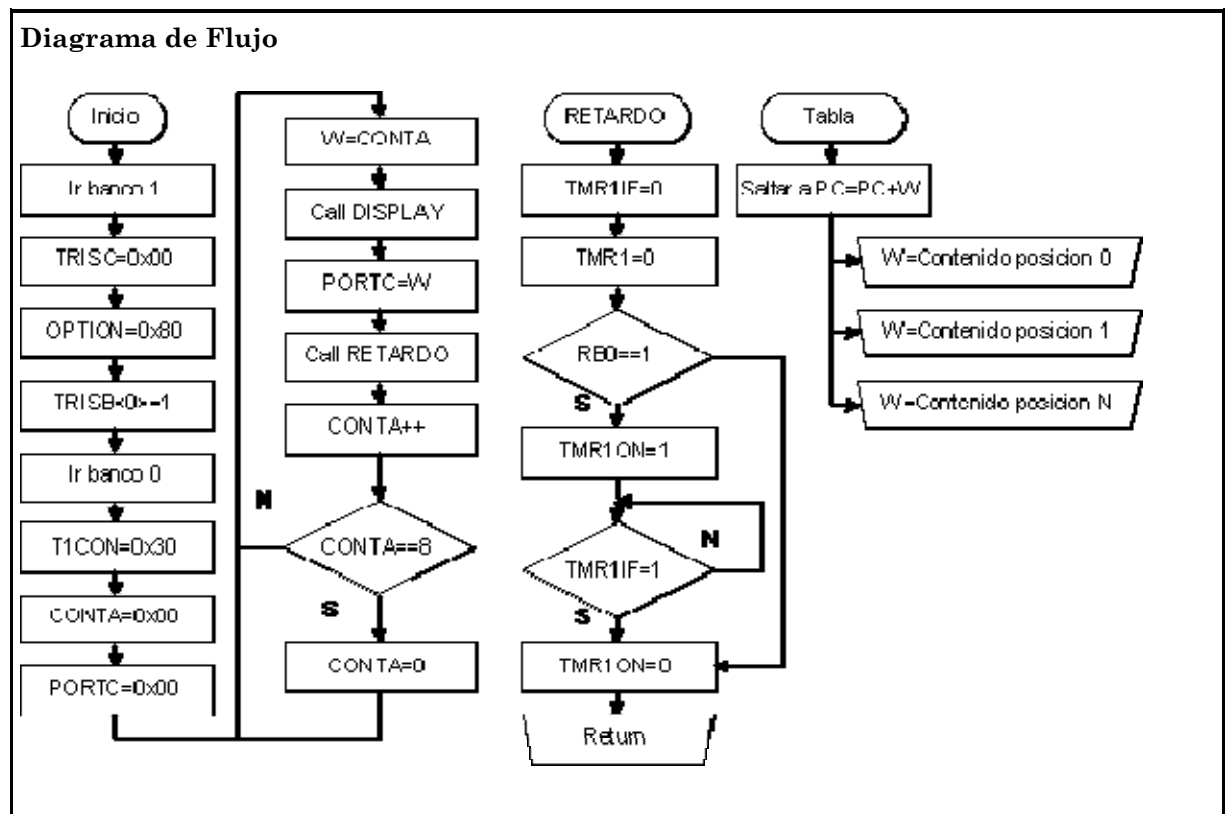 Diagrama de Flujo
Inicio
Ir banco 1
TRISC=0x00
OPTION=0x80
TRISB<0>=1
Ir banco 0
T1CON=0x30
CONTA=0x00
PORTC=0x00
W=CONTA
Call DISPLAY
PORTC=W
Call RETARDO
CONTA++
N
CONTA==8
S
CONTA=0
RETARDO
TMR1IF=0
TMR1=0
RB0==1
S
TMR1ON=1
N
TMR1IF=1
S
TMR1ON=0
Return
Tabla
Saltar a PC=PC+W
W=Contenido posicion 0
W=Contenido posicion 1
W=Contenido posicion N